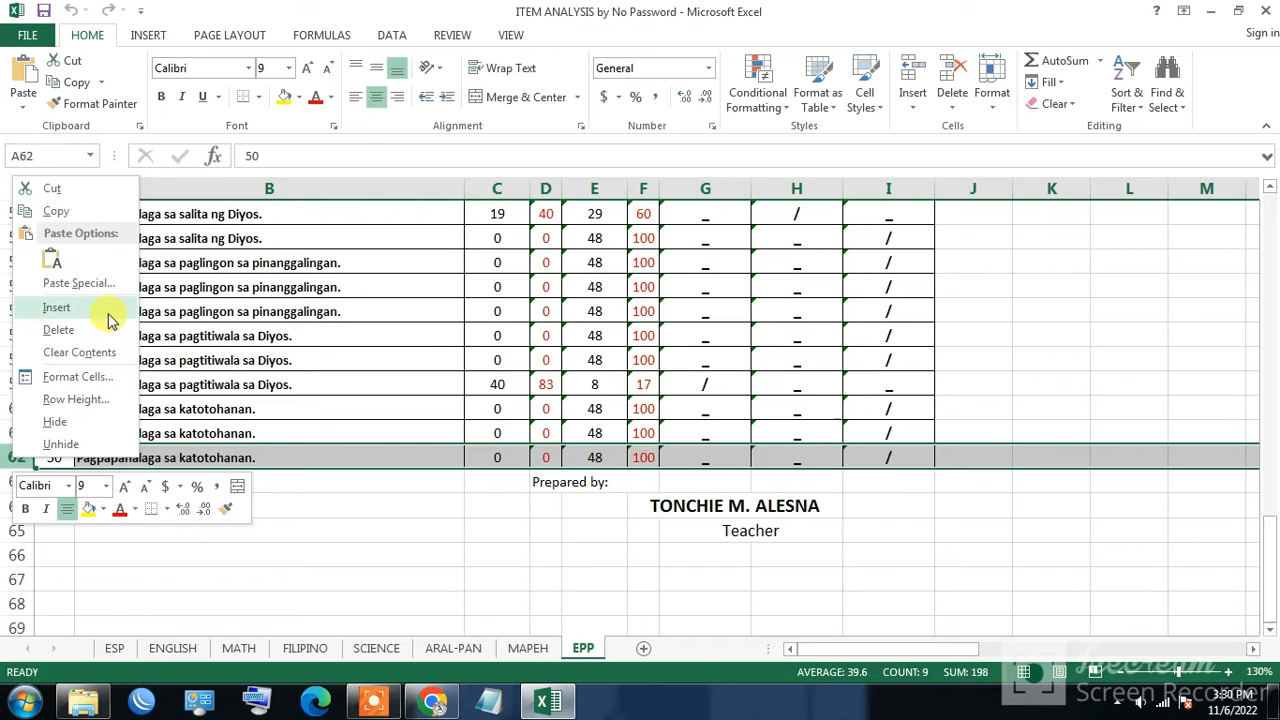 ITEM ANALYSIS by No Password - Microsoft Excel
?
FILE HOME INSERT PAGE LAYOUT FORMULAS DATA REVIEW VIEW Sign in
Paste
Cut
Copy
Format Painter
Clipboard
Calibri 9
B I U A
Font
Wrap Text
Merge & Center
Alignment
General
$ % ,
Number
Conditional Formatting
Format as Table
Cell Styles
Styles
Insert Delete Format
Cells
AutoSum
Fill
Clear
Sort & Filter
Find & Select
Editing
A62 fx 50
B C D E F G H I J K L M
laga sa salita ng Diyos. 19 40 29 60 _ / _
laga sa salita ng Diyos. 0 0 48 100 _ _ /
laga sa paglingon sa pinanggalingan. 0 0 48 100 _ _ /
laga sa paglingon sa pinanggalingan. 0 0 48 100 _ _ /
laga sa paglingon sa pinanggalingan. 0 0 48 100 _ _ /
laga sa pagtitiwala sa Diyos. 0 0 48 100 _ _ /
laga sa pagtitiwala sa Diyos. 0 0 48 100 _ _ /
laga sa pagtitiwala sa Diyos. 40 83 8 17 / _ _
laga sa katotohanan. 0 0 48 100 _ _ /
laga sa katotohanan. 0 0 48 100 _ _ /
62 50 Pagpapahalaga sa katotohanan. 0 0 48 100 _ _ /
Prepared by:
TONCHIE M. ALESNA
65 Teacher
66
67
68
69
Cut
Copy
Paste Options:
A
Paste Special...
Insert
Delete
Clear Contents
Format Cells...
Row Height...
Hide
Unhide
Calibri 9 A A $ % ,
B I A
ESP ENGLISH MATH FILIPINO SCIENCE ARAL-PAN MAPEH EPP
READY AVERAGE: 39.6 COUNT: 9 SUM: 198 130%
Screen Recorder
3:30 PM
11/6/2022